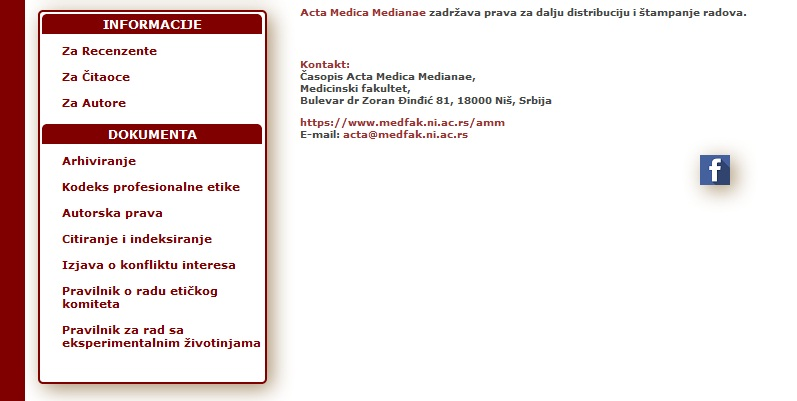 INFORMACIJE
Za Recenzente
Za Čitaoce
Za Autore
DOKUMENTA
Arhiviranje
Kodeks profesionalne etike
Autorska prava
Citiranje i indeksiranje
Izjava o konfliktu interesa
Pravilnik o radu etičkog
komiteta
Pravilnik za rad sa
eksperimentalnim životinjama
Acta Medica Medianae zadržava prava za dalju distribuciju i štampanje radova.
Kontakt:
Časopis Acta Medica Medianae,
Medicinski fakultet,
Bulevar dr Zoran Đinđić 81, 18000 Niš, Srbija
https://www.medfak.ni.ac.rs/amm
E-mail: acta@medfak.ni.ac.rs
f